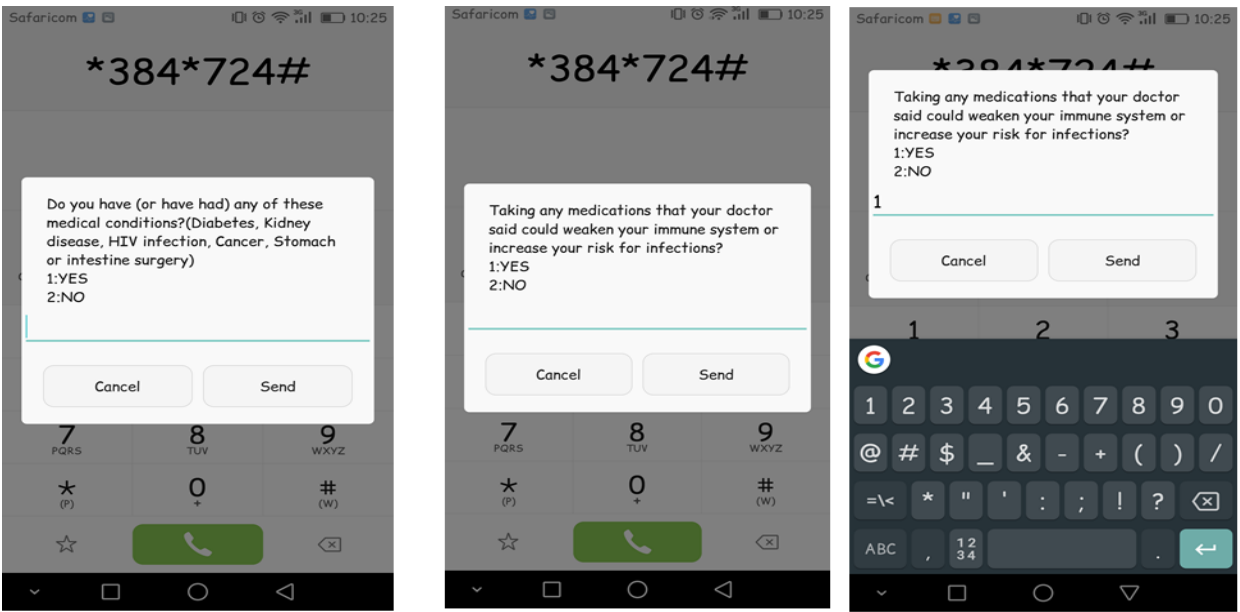 Safaricom 10:25
*384*724#
Do you have (or have had) any of these
medical conditions?(Diabetes, Kidney
disease, HIV infection, Cancer, Stomach
or intestine surgery)
1:YES
2:NO
Cancel Send
7 8 9
PQRS TUV WXYZ
* 0 #
(P) + (W)
Safaricom 3G 10:25
*384*724#
Taking any medications that your doctor
said could weaken your immune system or
increase your risk for infections?
1:YES
2:NO
Cancel Send
7 8 9
PQRS TUV WXYZ
* 0 #
(P) + (W)
Safaricom 3G 10:25
*384*724#
Taking any medications that your doctor
said could weaken your immune system or
increase your risk for infections?
1:YES
2:NO
1
Cancel Send
1 2 3
G
1 2 3 4 5 6 7 8 9 0
@ # $ _ & - + ( ) /
=\< * " ' : ; ! ?
ABC , 12 .
34